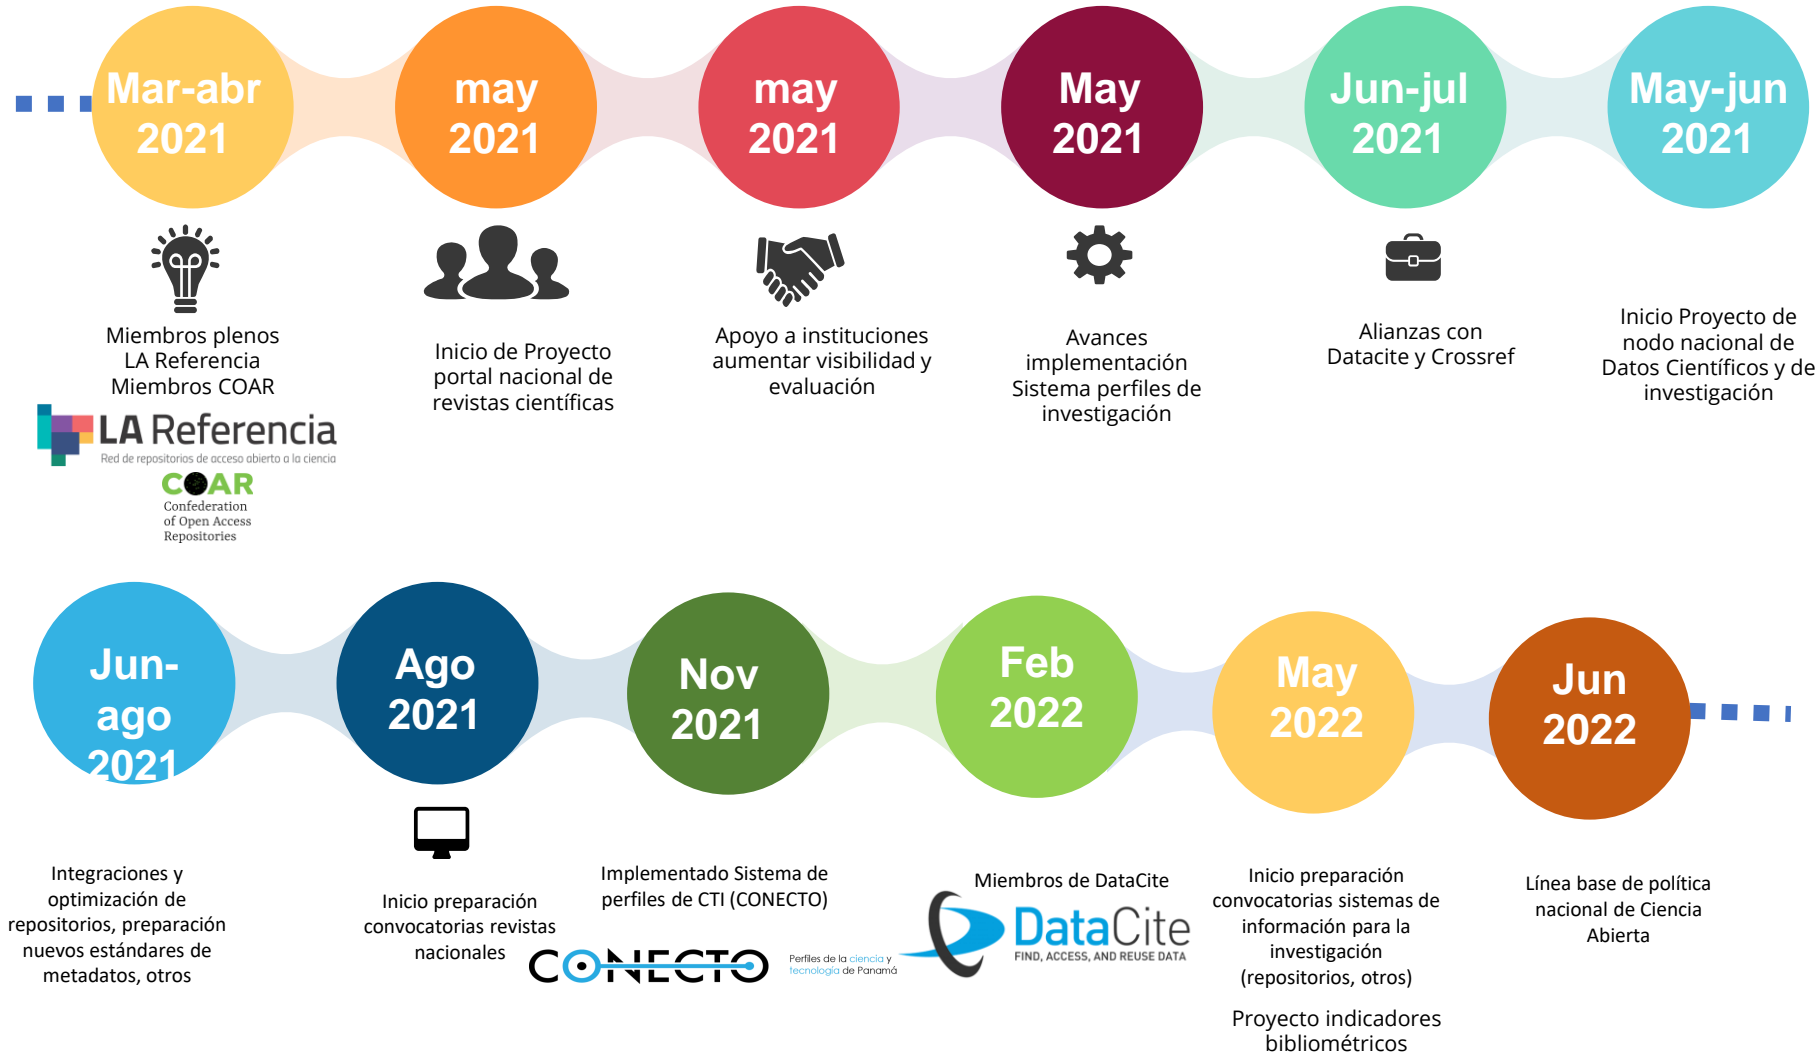 Mar-abr
2021
may
2021
may
2021
May
2021
Jun-jul
2021
May-jun
2021
Miembros plenos
LA Referencia
Miembros COAR
LA Referencia
Red de repositorios de acceso abierto a la ciencia
COAR
Confederation
of Open Access
Repositories
Inicio de Proyecto
portal nacional de
revistas científicas
Apoyo a instituciones
aumentar visibilidad y
evaluación
Avances
implementación
Sistema perfiles de
investigación
Alianzas con
Datacite y Crossref
Inicio Proyecto de
nodo nacional de
Datos Científicos y de
investigación
Jun-
ago
2021
Ago
2021
Nov
2021
Feb
2022
May
2022
Jun
2022
Integraciones y
optimización de
repositorios, preparación
nuevos estándares de
metadatos, otros
Inicio preparación
convocatorias revistas
nacionales
Implementado Sistema de
perfiles de CTI (CONECTO)
CONECTO
Perfiles de la ciencia y
tecnología de Panamá
Miembros de DataCite
DataCite
FIND, ACCESS, AND REUSE DATA
Inicio preparación
convocatorias sistemas de
información para la
investigación
(repositorios, otros)
Proyecto indicadores
bibliométricos
Línea base de política
nacional de Ciencia
Abierta